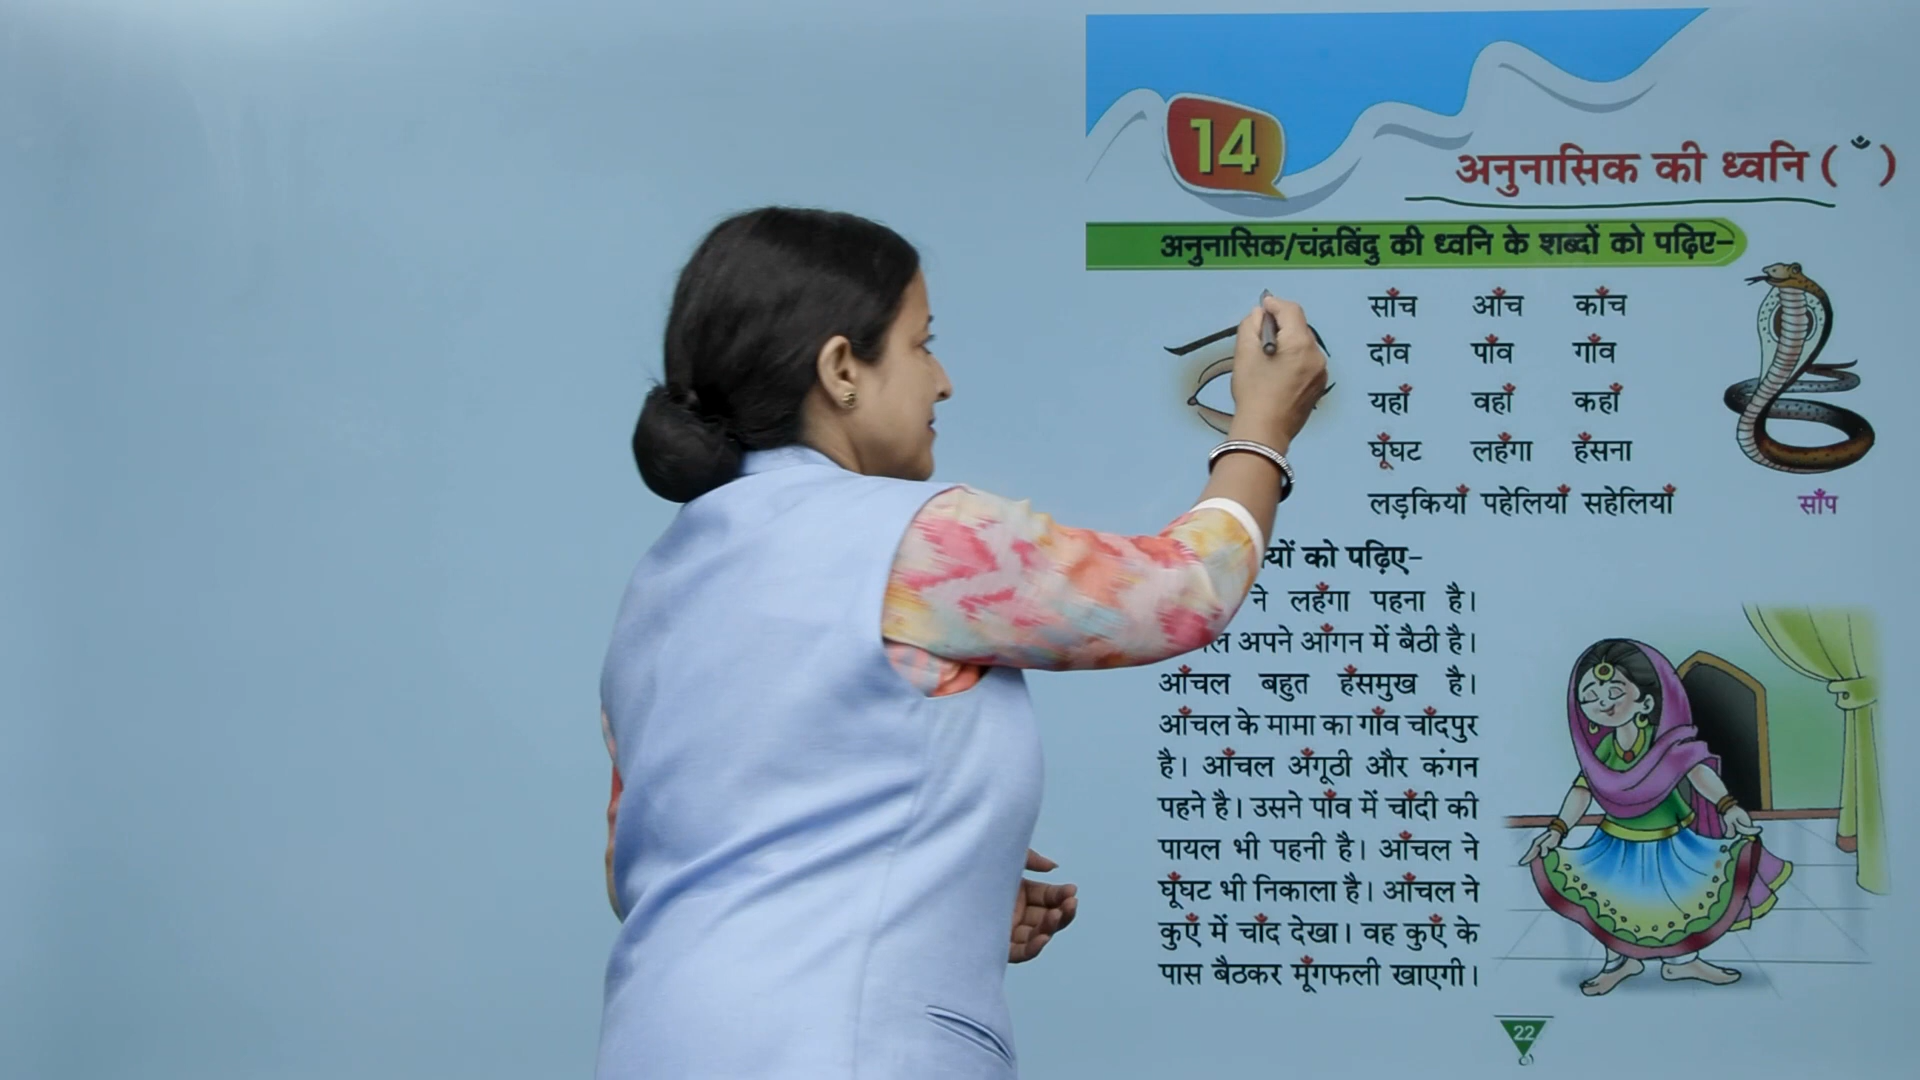 14
अनुनासिक की ध्वनि ( ँ )
अनुनासिक/चंद्रबिंदु की ध्वनि के शब्दों को पढ़िए–
साँच आँच काँच
दाँव पाँव गाँव
यहाँ वहाँ कहाँ
घूँघट लहँगा हँसना
लड़कियाँ पहेलियाँ सहेलियाँ
साँप
को पढ़िए–
ने लहँगा पहना है।
अपने आँगन में बैठी है।
आँचल बहुत हँसमुख है।
आँचल के मामा का गाँव चाँदपुर
है। आँचल अँगूठी और कंगन
पहने है। उसने पाँव में चाँदी की
पायल भी पहनी है। आँचल ने
घूँघट भी निकाला है। आँचल ने
कुएँ में चाँद देखा। वह कुएँ के
पास बैठकर मूँगफली खाएगी।
22